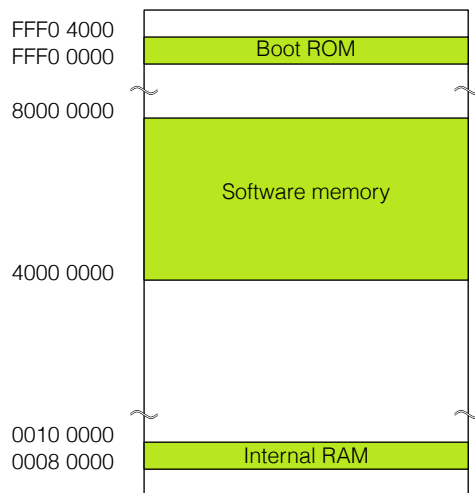 FFF0 4000
Boot ROM
FFF0 0000
8000 0000
Software memory
4000 0000
0010 0000
Internal RAM
0008 0000